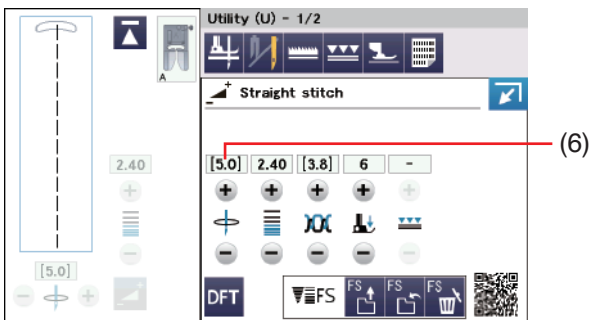 Utility (U) - 1/2
A
Straight stitch
(6)
[5.0] 2.40 [3.8] 6 -
2.40
[5.0]
DFT FS FS FS FS